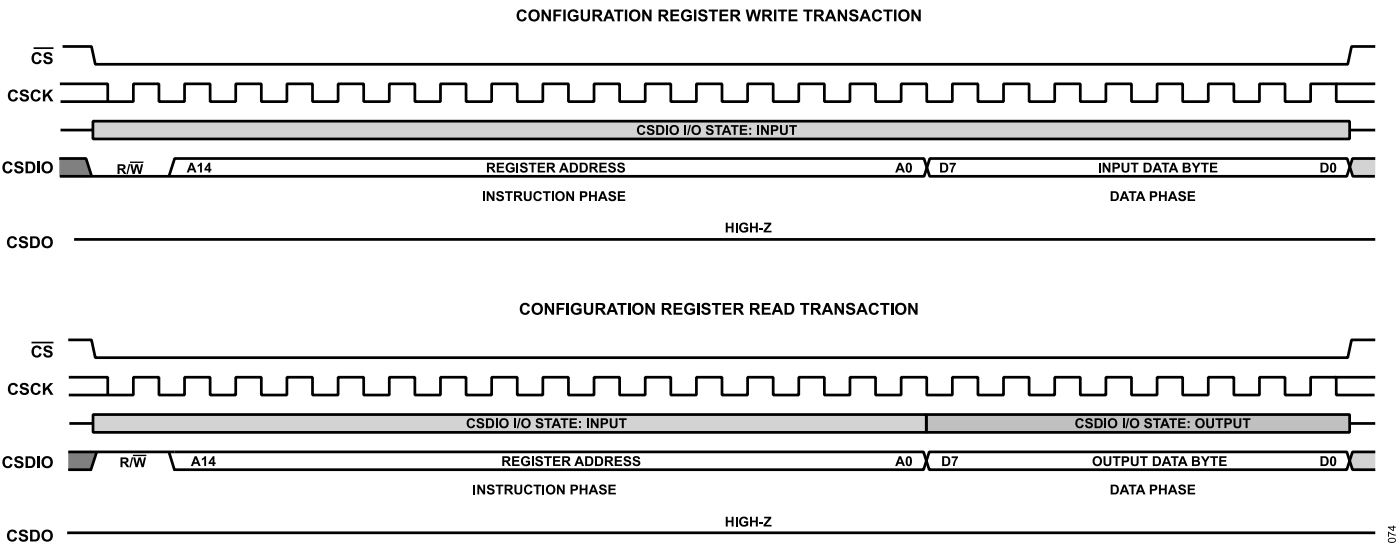 CONFIGURATION REGISTER WRITE TRANSACTION
CS
CSCK
CSDIO I/O STATE: INPUT
CSDIO R/W A14 REGISTER ADDRESS A0 D7 INPUT DATA BYTE D0
INSTRUCTION PHASE DATA PHASE
HIGH-Z
CSDO
CONFIGURATION REGISTER READ TRANSACTION
CS
CSCK
CSDIO I/O STATE: INPUT CSDIO I/O STATE: OUTPUT
CSDIO R/W A14 REGISTER ADDRESS A0 D7 OUTPUT DATA BYTE D0
INSTRUCTION PHASE DATA PHASE
HIGH-Z
CSDO
074